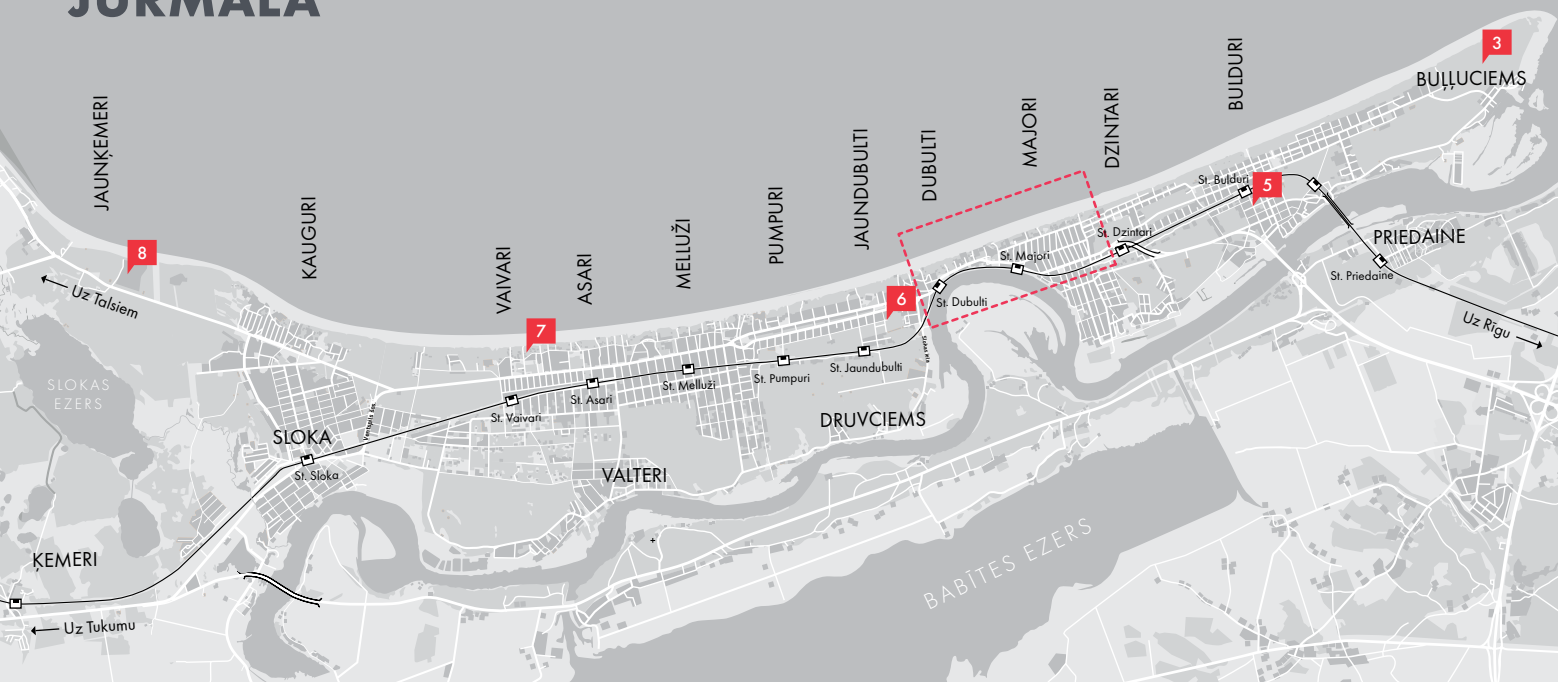 JŪRMALA
3
BUĻĻUCIEMS
BULDURI
DZINTARI
MAJORI
DUBULTI
JAUNDUBULTI
PUMPURI
MELLUŽI
ASARI
VAIVARI
KAUGURI
JAUNĶEMERI
8
Uz Talsiem
7
6
5
St. Bulduri
St. Dzintari
St. Majori
St. Dubulti
PRIEDAINE
St. Priedaine
Uz Rīgu
St. Jaundubulti
St. Pumpuri
St. Melluži
St. Asari
St. Vaivari
SLOKAS
EZERS
Ventspils šos.
DRUVCIEMS
SLOKA
St. Sloka
VALTERI
BABĪTES EZERS
ĶEMERI
Uz Tukumu